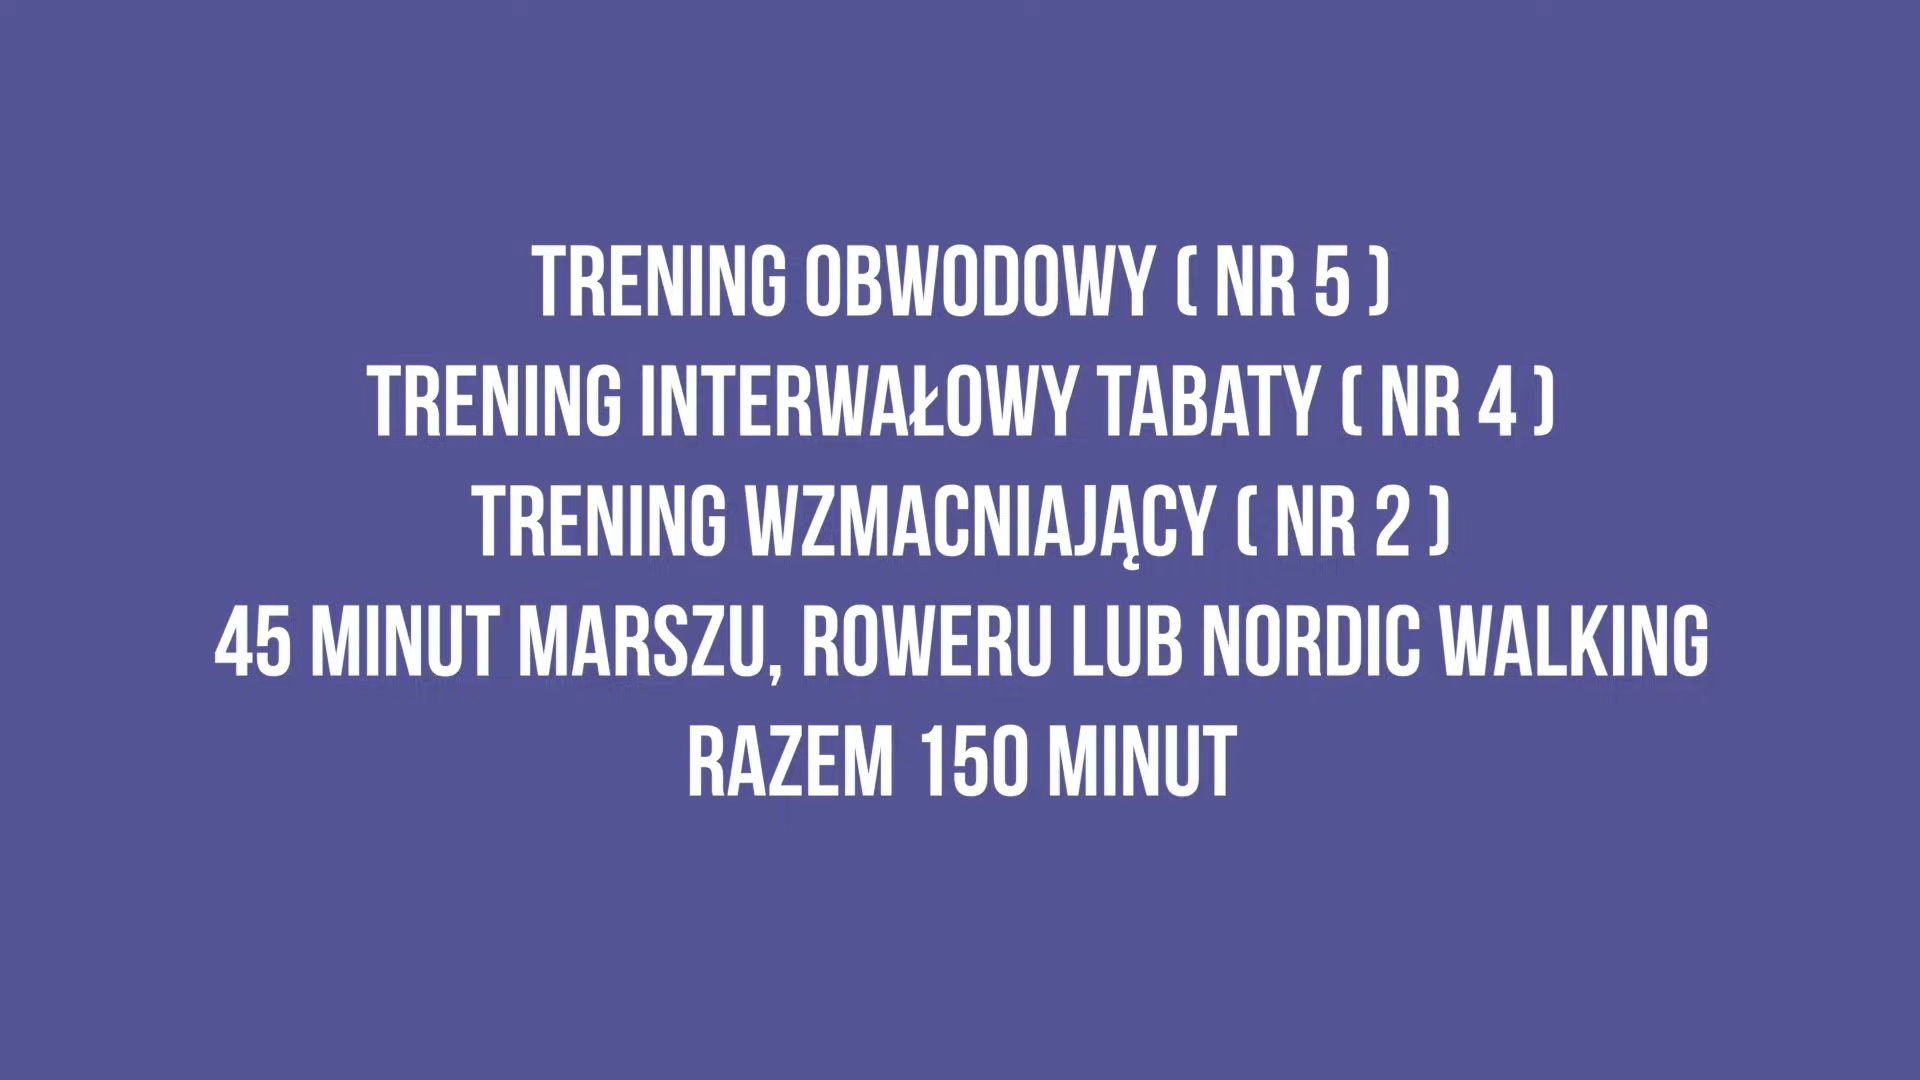 TRENING OBWODOWY ( NR 5 )
TRENING INTERWAŁOWY TABATY ( NR 4 )
TRENING WZMACNIAJĄCY ( NR 2 )
45 MINUT MARSZU, ROWERU LUB NORDIC WALKING
RAZEM 150 MINUT